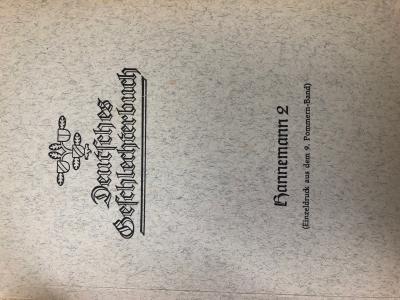 Deutsches
Geschlechterbuch
Hannemann 2
(Einzeldruck aus dem 9. Pommern-Band)